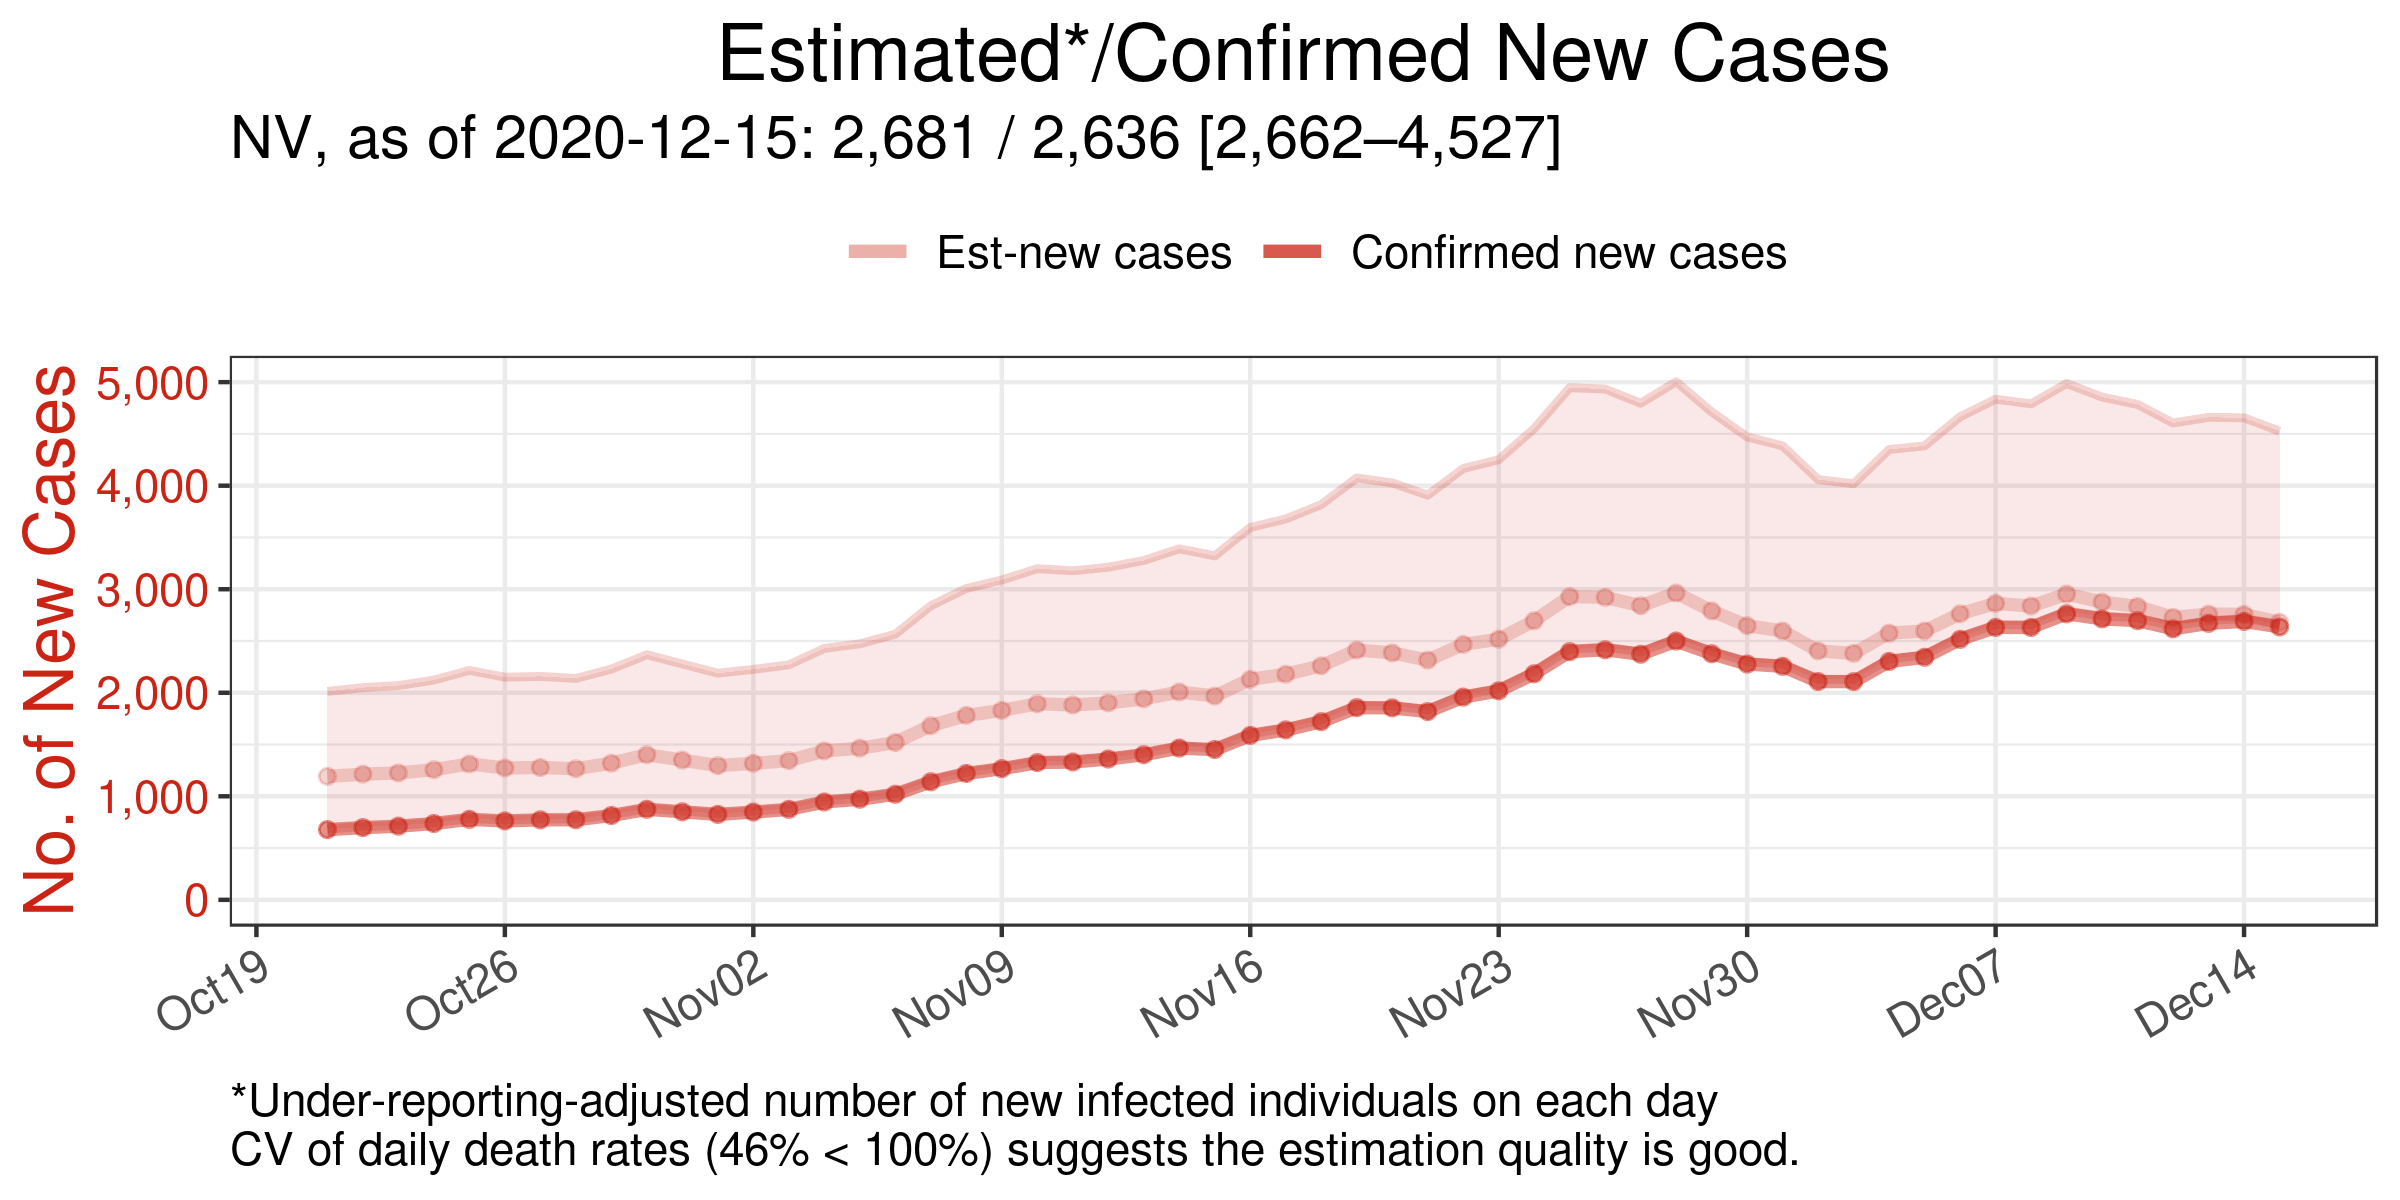 Estimated*/Confirmed New Cases
NV, as of 2020-12-15: 2,681 / 2,636 [2,662–4,527]
Est-new cases
Confirmed new cases
No. of New Cases
5,000
4,000
3,000
2,000
1,000
0
Oct19
Oct26
Nov02
Nov09
Nov16
Nov23
Nov30
Dec07
Dec14
*Under-reporting-adjusted number of new infected individuals on each day
CV of daily death rates (46% < 100%) suggests the estimation quality is good.